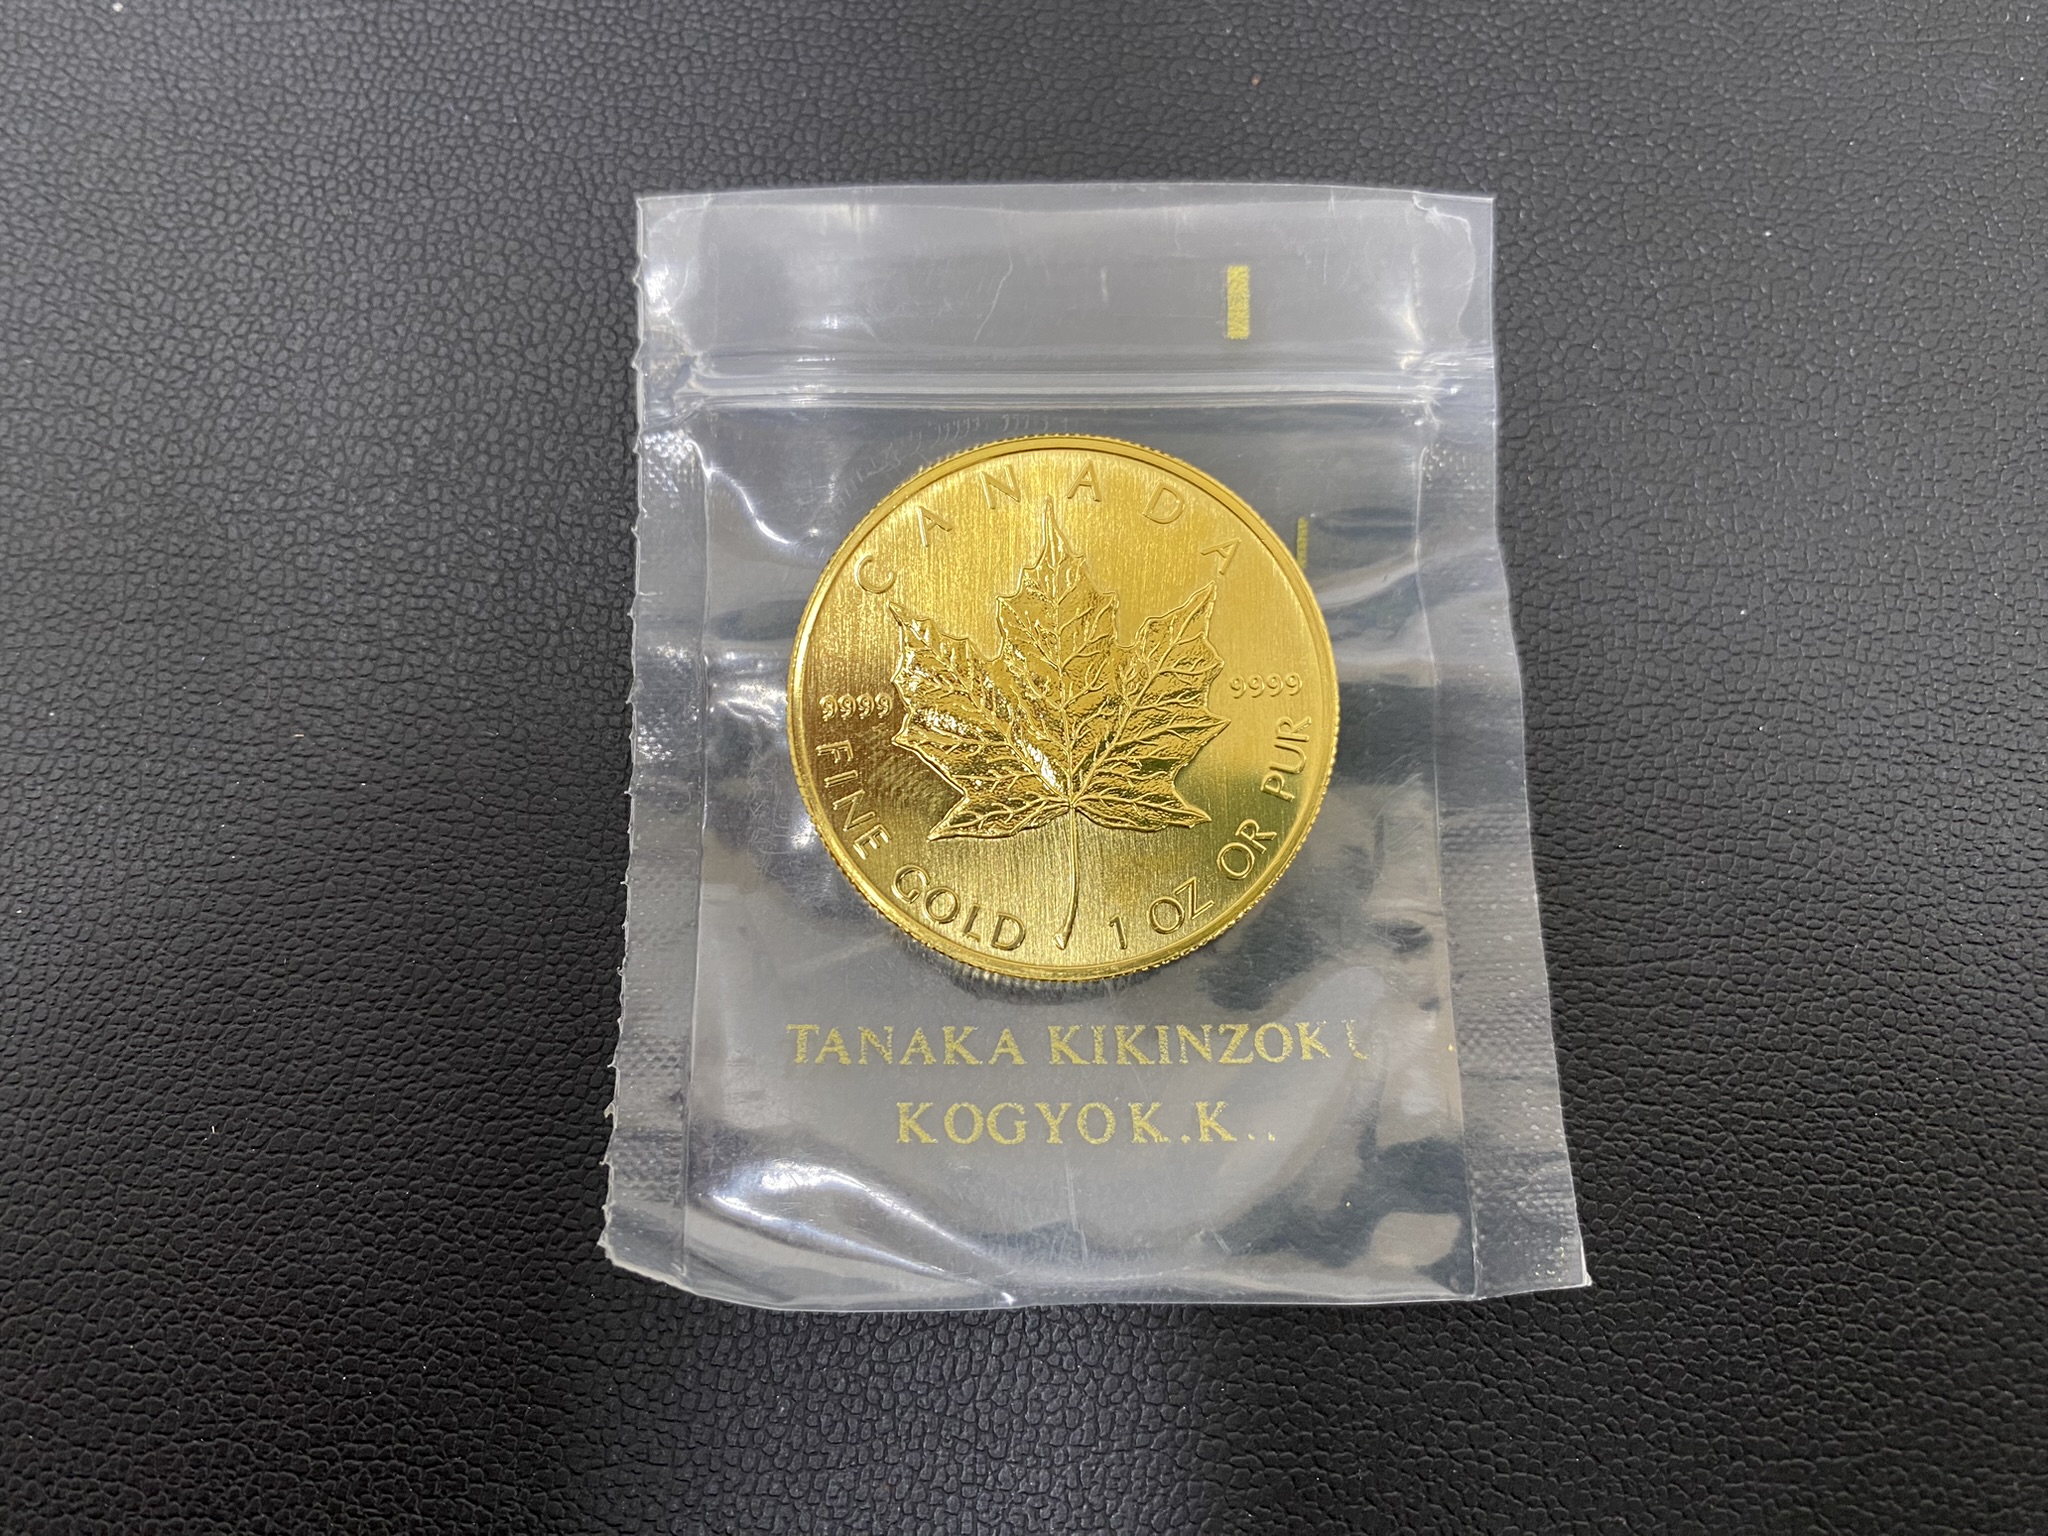 CANADA
9999 9999
FINE GOLD 1 OZ OR PUR
TANAKA KIKINZOKU
KOGYO K.K.